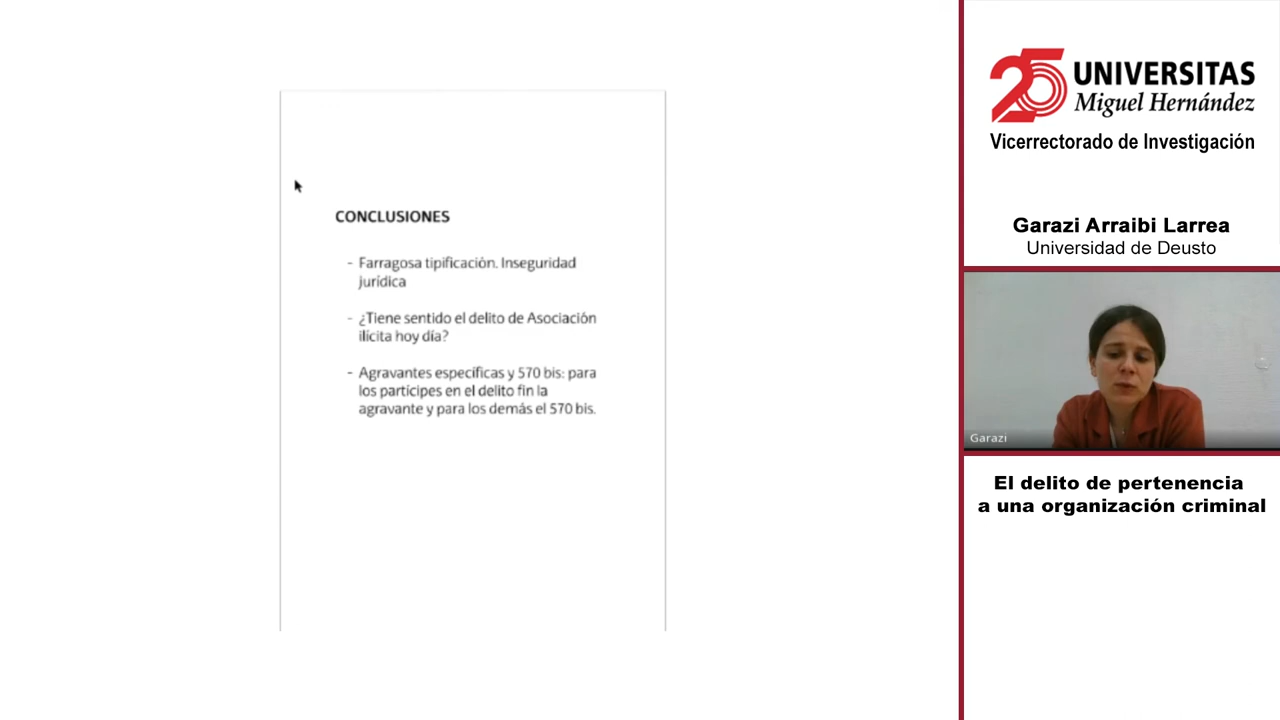 CONCLUSIONES
- Farragosa tipificación. Inseguridad
jurídica
- ¿Tiene sentido el delito de Asociación
ilícita hoy día?
- Agravantes específicas y 570 bis: para
los partícipes en el delito fin la
agravante y para los demás el 570 bis.
25 UNIVERSITAS
Miguel Hernández
Vicerrectorado de Investigación
Garazi Arraibi Larrea
Universidad de Deusto
Garazi
El delito de pertenencia
a una organización criminal